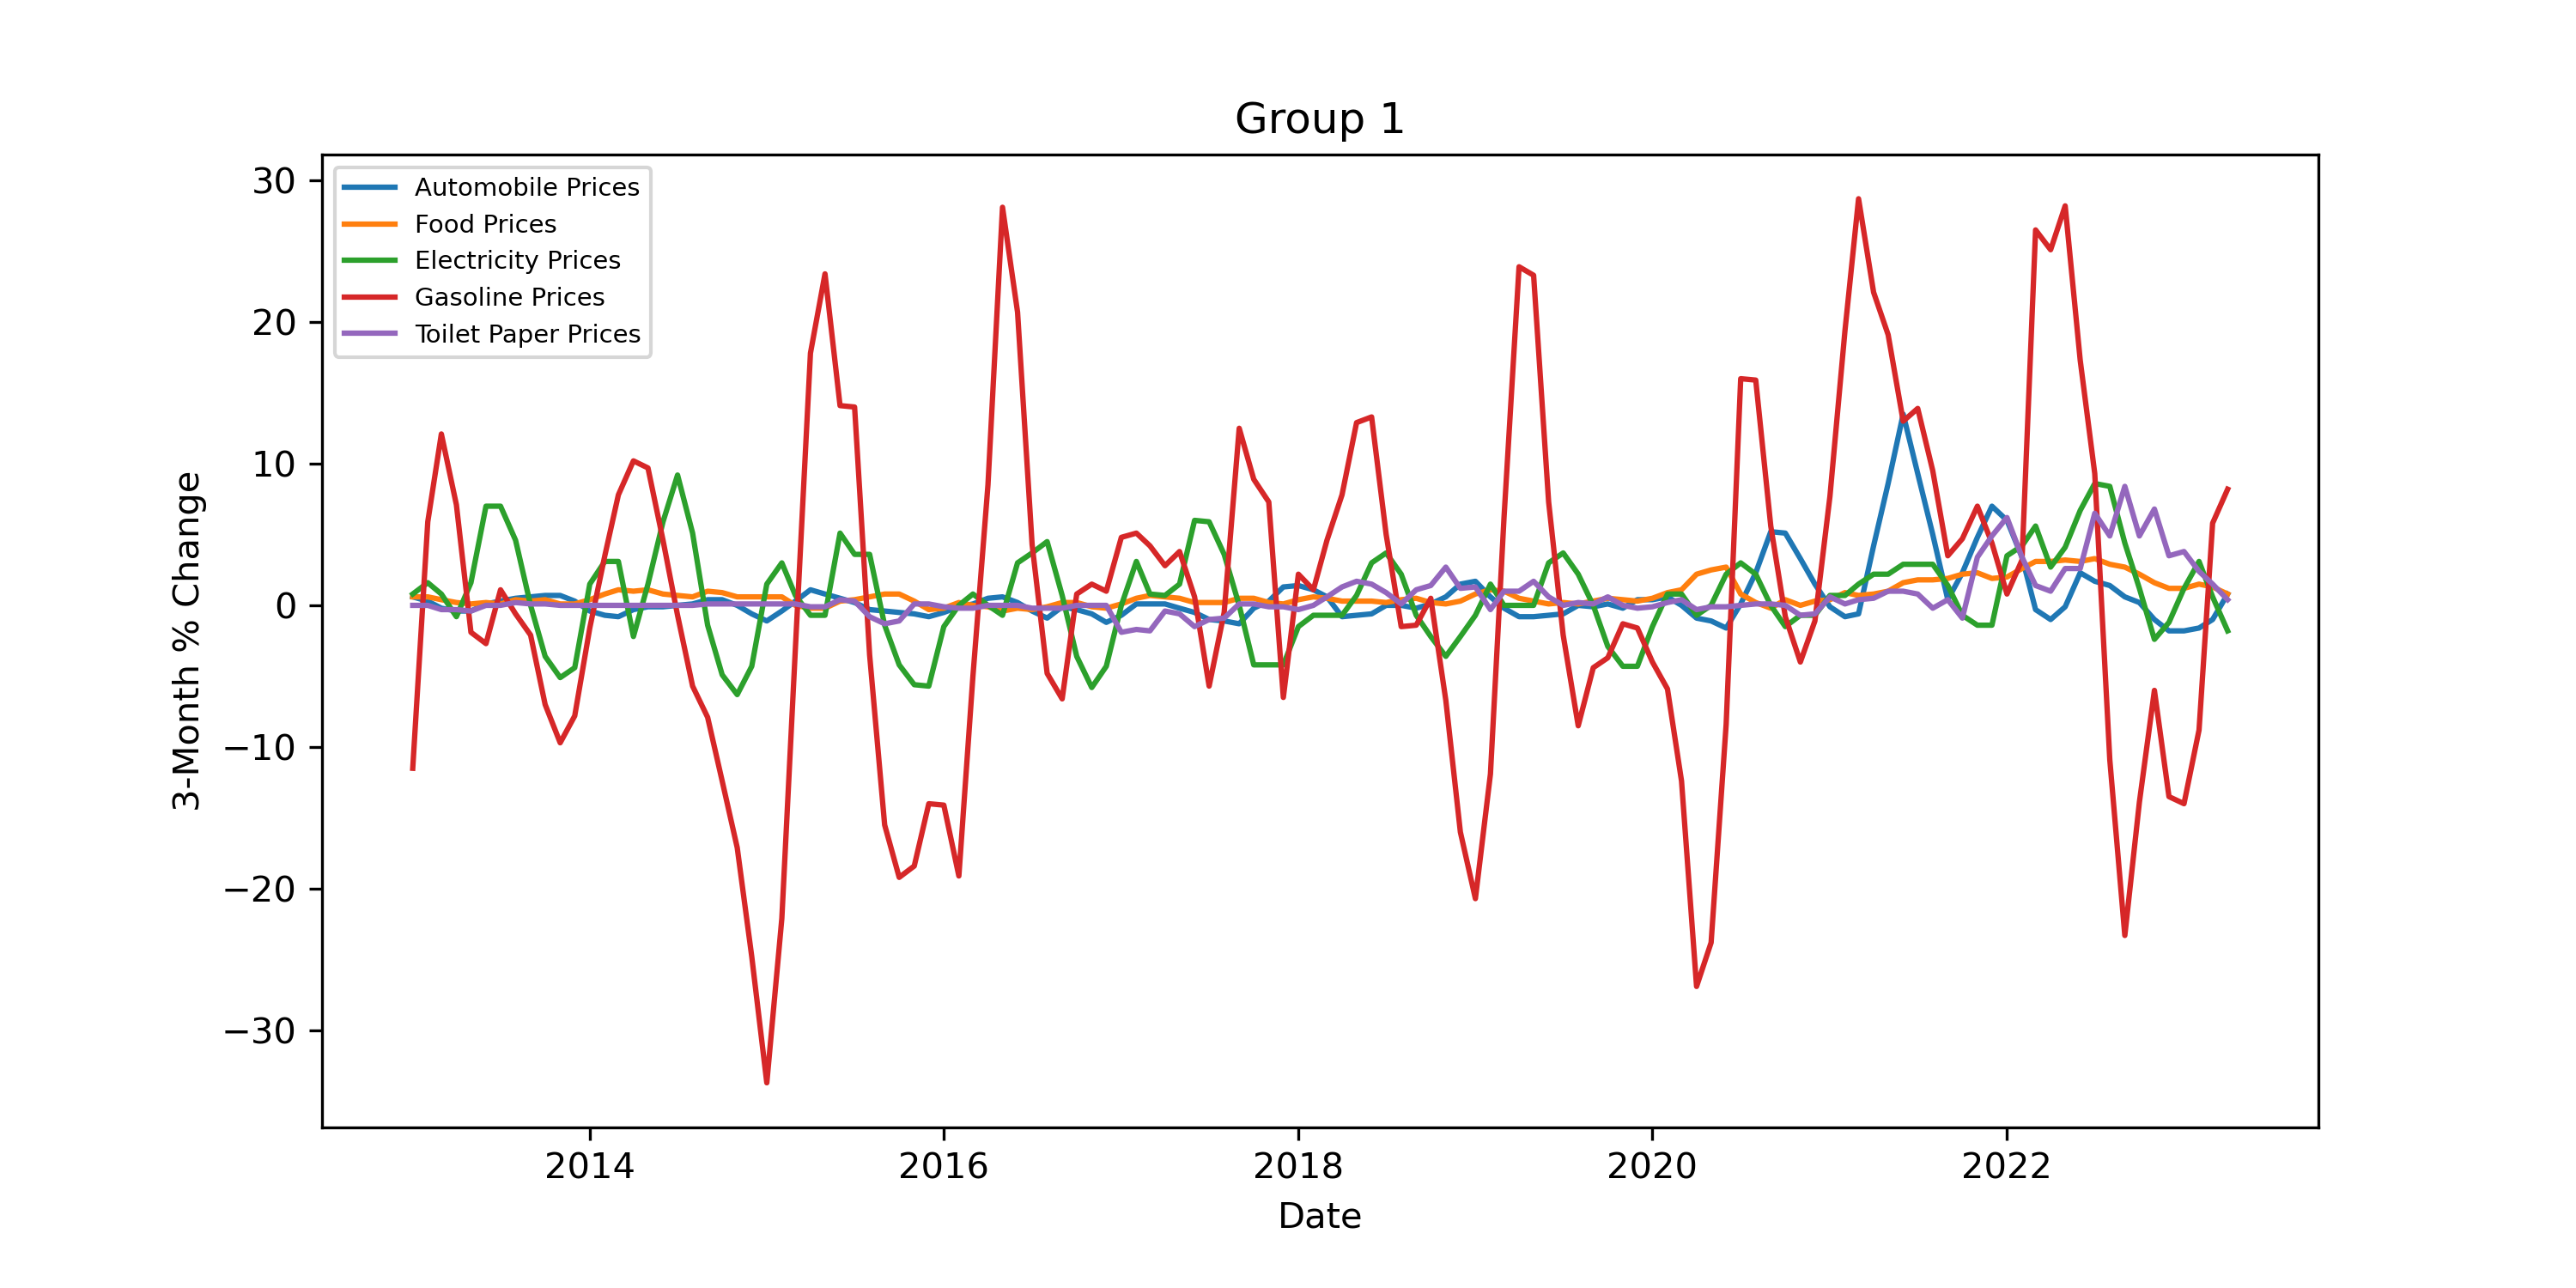 Group 1
Automobile Prices
Food Prices
Electricity Prices
Gasoline Prices
Toilet Paper Prices
3-Month % Change
30
20
10
0
−10
−20
−30
2014
2016
2018
2020
2022
Date